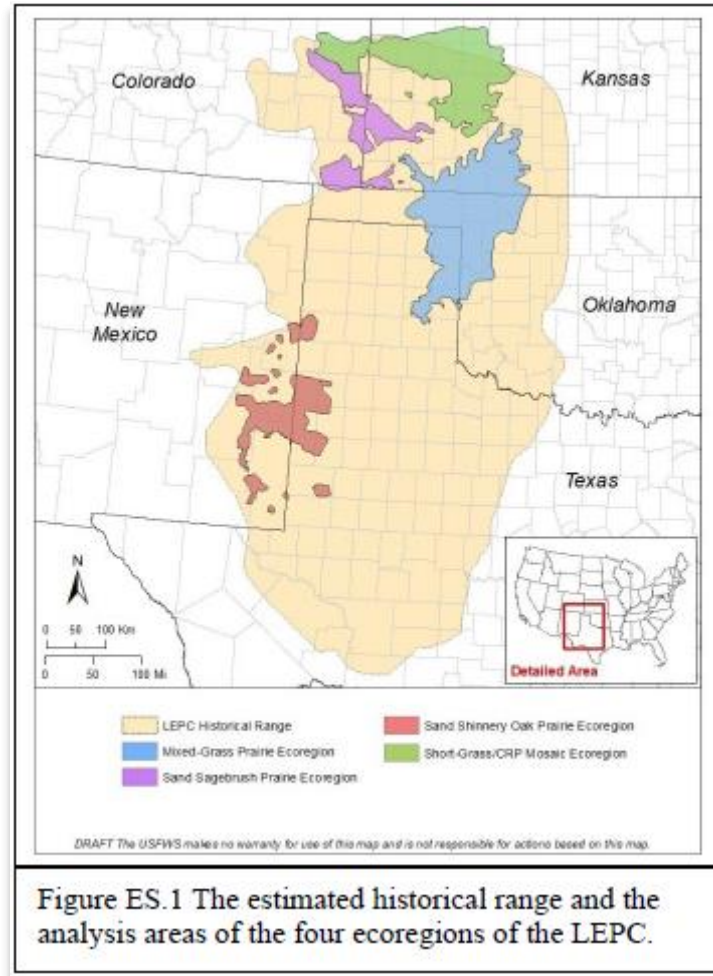 Colorado
Kansas
New
Mexico
Oklahoma
Texas
N
0 50 100 Km
0 50 100 Mi
Detailed Area
LEPC Historical Range
Mixed-Grass Prairie Ecoregion
Sand Sagebrush Prairie Ecoregion
Sand Shinnery Oak Prairie Ecoregion
Short-Grass/CRP Mosaic Ecoregion
DRAFT The USFWS makes no warranty for use of this map and is not responsible for actions based on this map.
Figure ES.1 The estimated historical range and the
analysis areas of the four ecoregions of the LEPC.